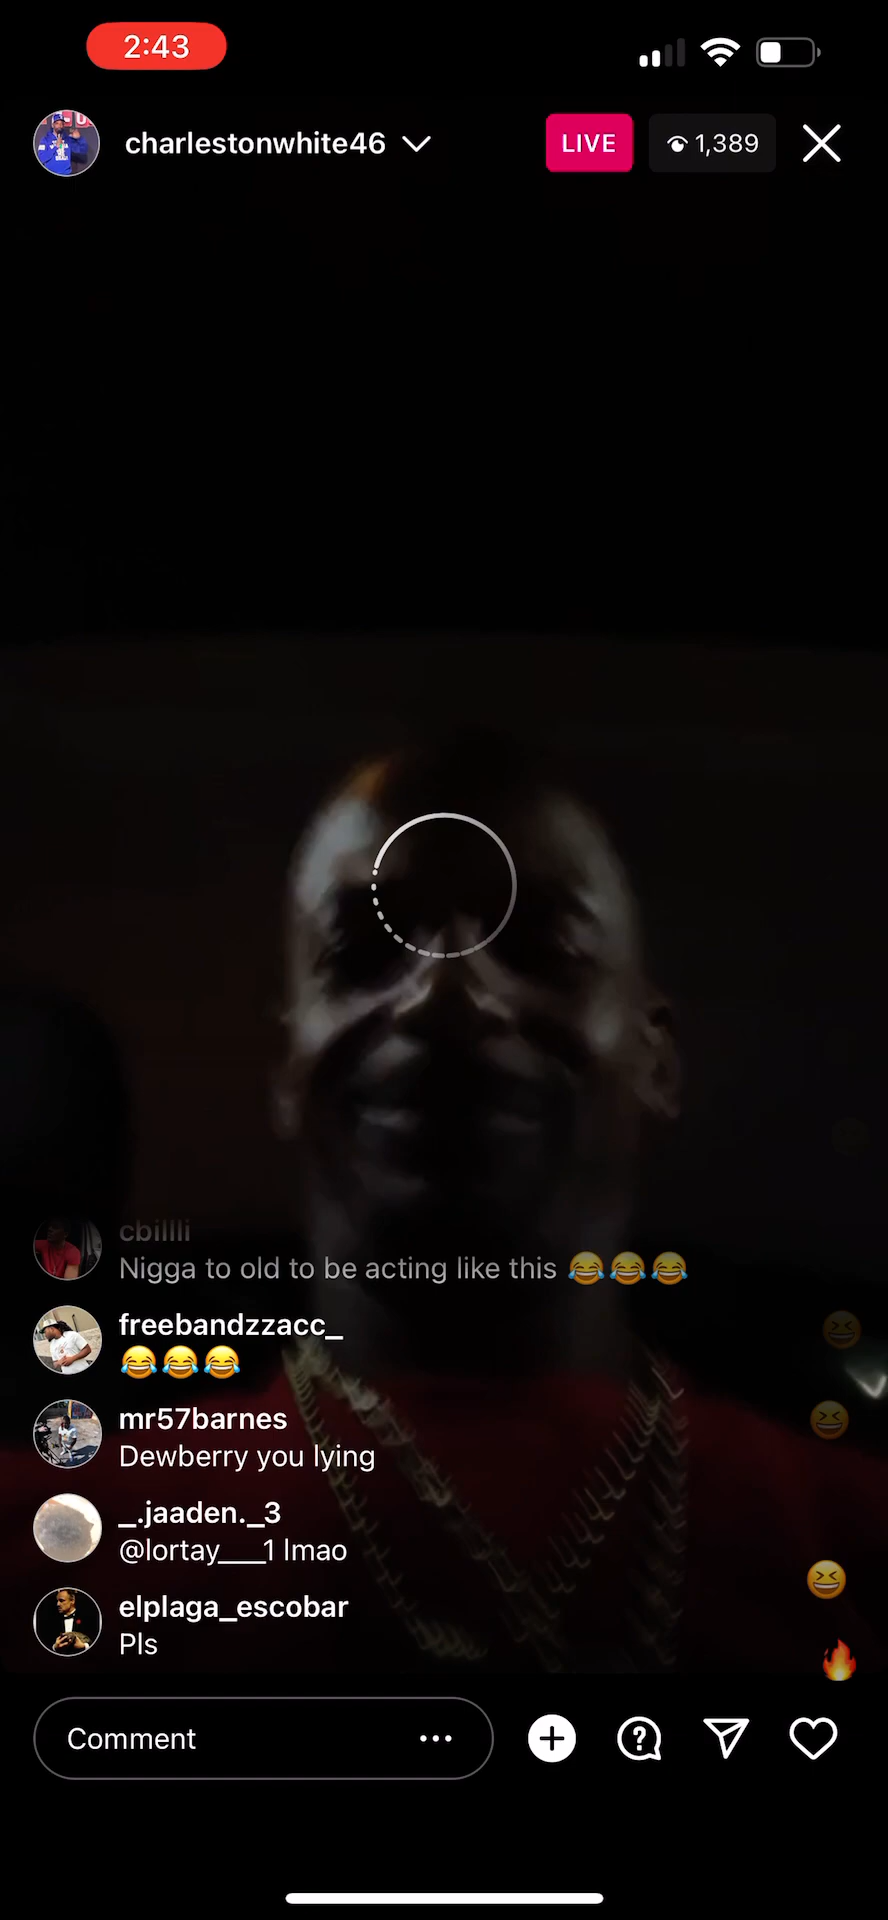 2:43
charlestonwhite46
LIVE
1,389
cbillli
Nigga to old to be acting like this 😂😂😂
freebandzzacc_
😂😂😂
mr57barnes
Dewberry you lying
_.jaaden._3
@lortay___1 lmao
elplaga_escobar
Pls
Comment